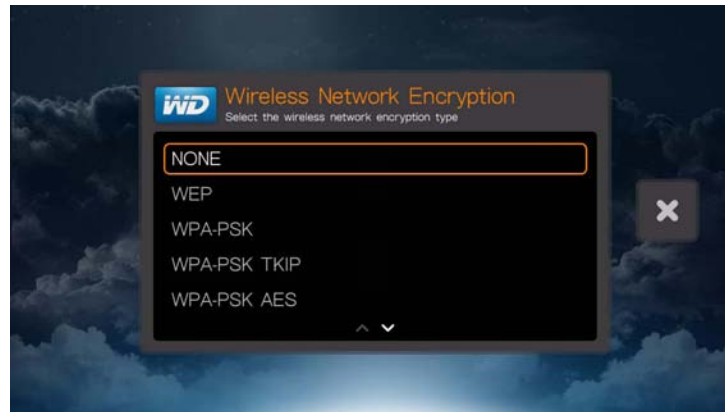 WD
Wireless Network Encryption
Select the wireless network encryption type
NONE
WEP
WPA-PSK
WPA-PSK TKIP
WPA-PSK AES